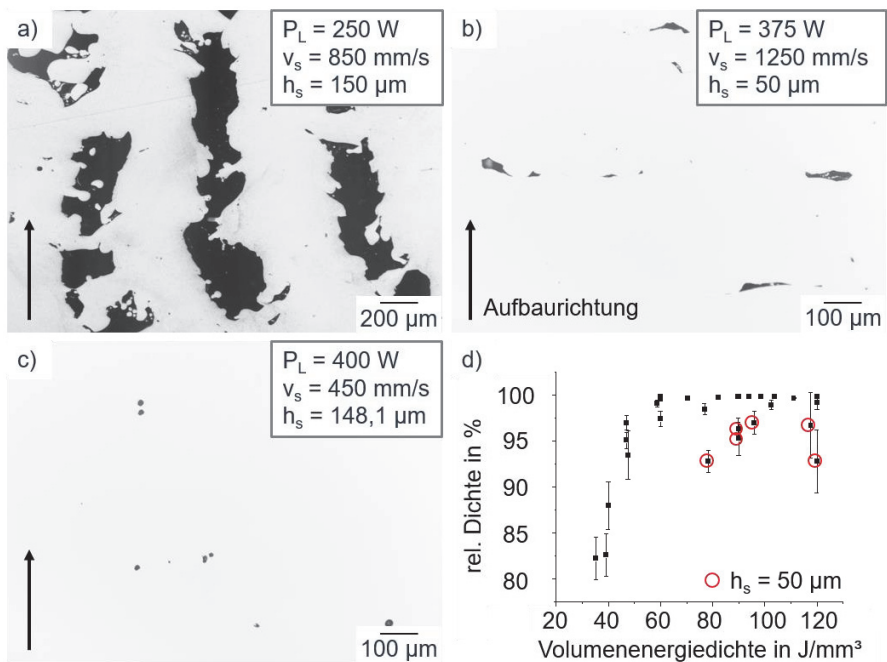 a)
P_L = 250 W
v_s = 850 mm/s
h_s = 150 µm
200 µm
b)
P_L = 375 W
v_s = 1250 mm/s
h_s = 50 µm
Aufbaurichtung
100 µm
c)
P_L = 400 W
v_s = 450 mm/s
h_s = 148,1 µm
100 µm
d)
rel. Dichte in %
100
95
90
85
80
h_s = 50 µm
20 40 60 80 100 120
Volumenenergiedichte in J/mm³